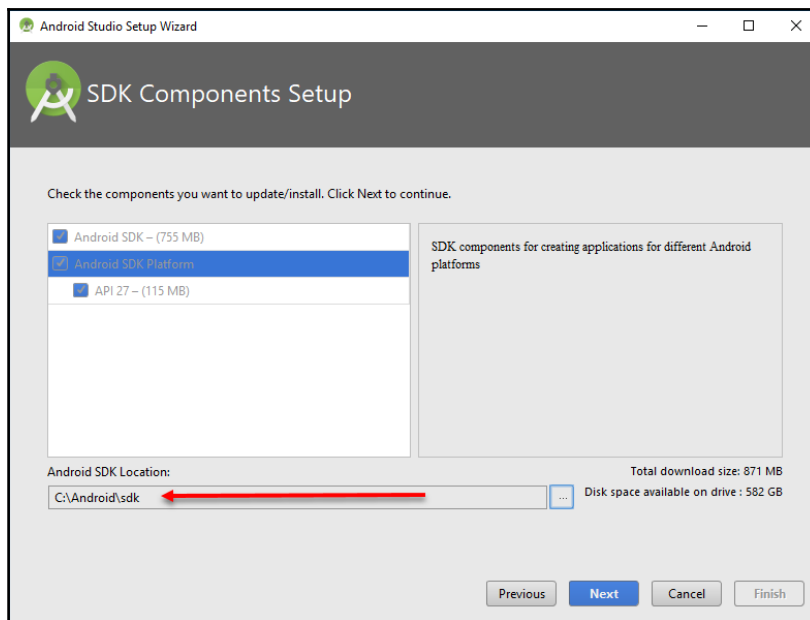 Android Studio Setup Wizard
SDK Components Setup
Check the components you want to update/install. Click Next to continue.
Android SDK – (755 MB)
Android SDK Platform
API 27 – (115 MB)
SDK components for creating applications for different Android
platforms
Android SDK Location:
C:\Android\sdk
...
Total download size: 871 MB
Disk space available on drive : 582 GB
Previous
Next
Cancel
Finish